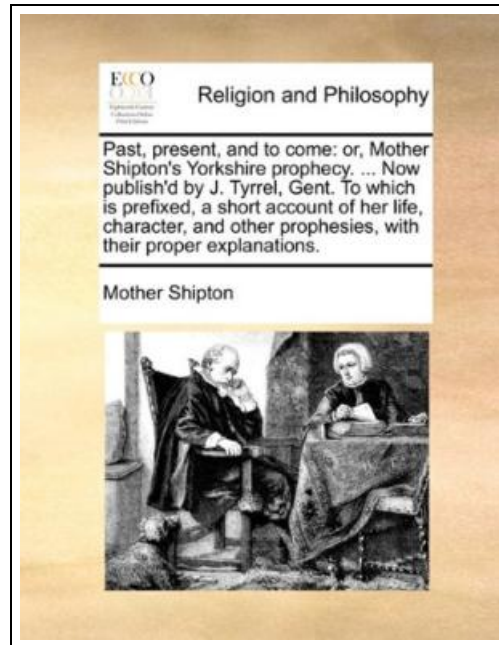 ECCO
Religion and Philosophy
Past, present, and to come: or, Mother
Shipton's Yorkshire prophecy. ... Now
publish'd by J. Tyrrel, Gent. To which
is prefixed, a short account of her life,
character, and other prophesies, with
their proper explanations.
Mother Shipton